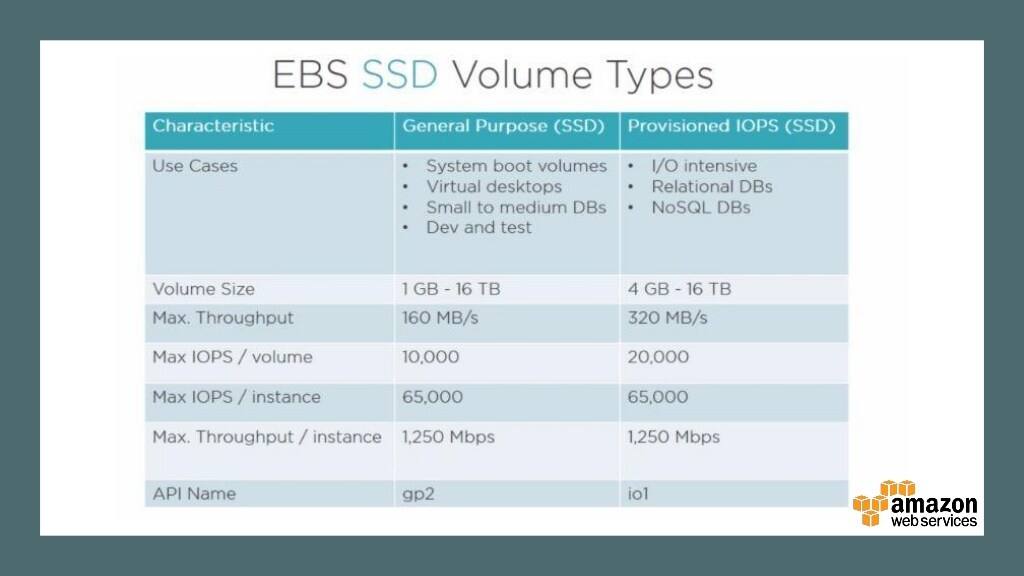 EBS SSD Volume Types
Characteristic General Purpose (SSD) Provisioned IOPS (SSD)
Use Cases • System boot volumes • I/O intensive
• Virtual desktops • Relational DBs
• Small to medium DBs • NoSQL DBs
• Dev and test
Volume Size 1 GB - 16 TB 4 GB - 16 TB
Max. Throughput 160 MB/s 320 MB/s
Max IOPS / volume 10,000 20,000
Max IOPS / instance 65,000 65,000
Max. Throughput / instance 1,250 Mbps 1,250 Mbps
API Name gp2 io1
amazon
webservices